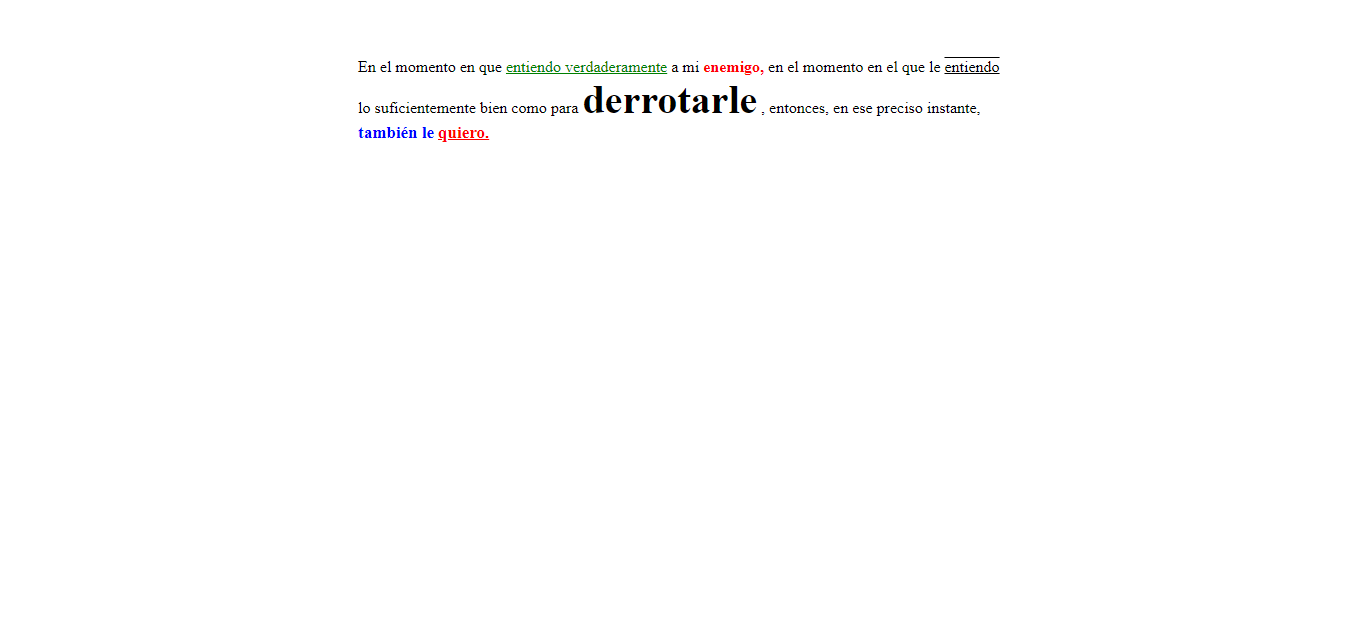 En el momento en que entiendo verdaderamente a mi enemigo, en el momento en el que le entiendo
lo suficientemente bien como para derrotarle , entonces, en ese preciso instante,
también le quiero.